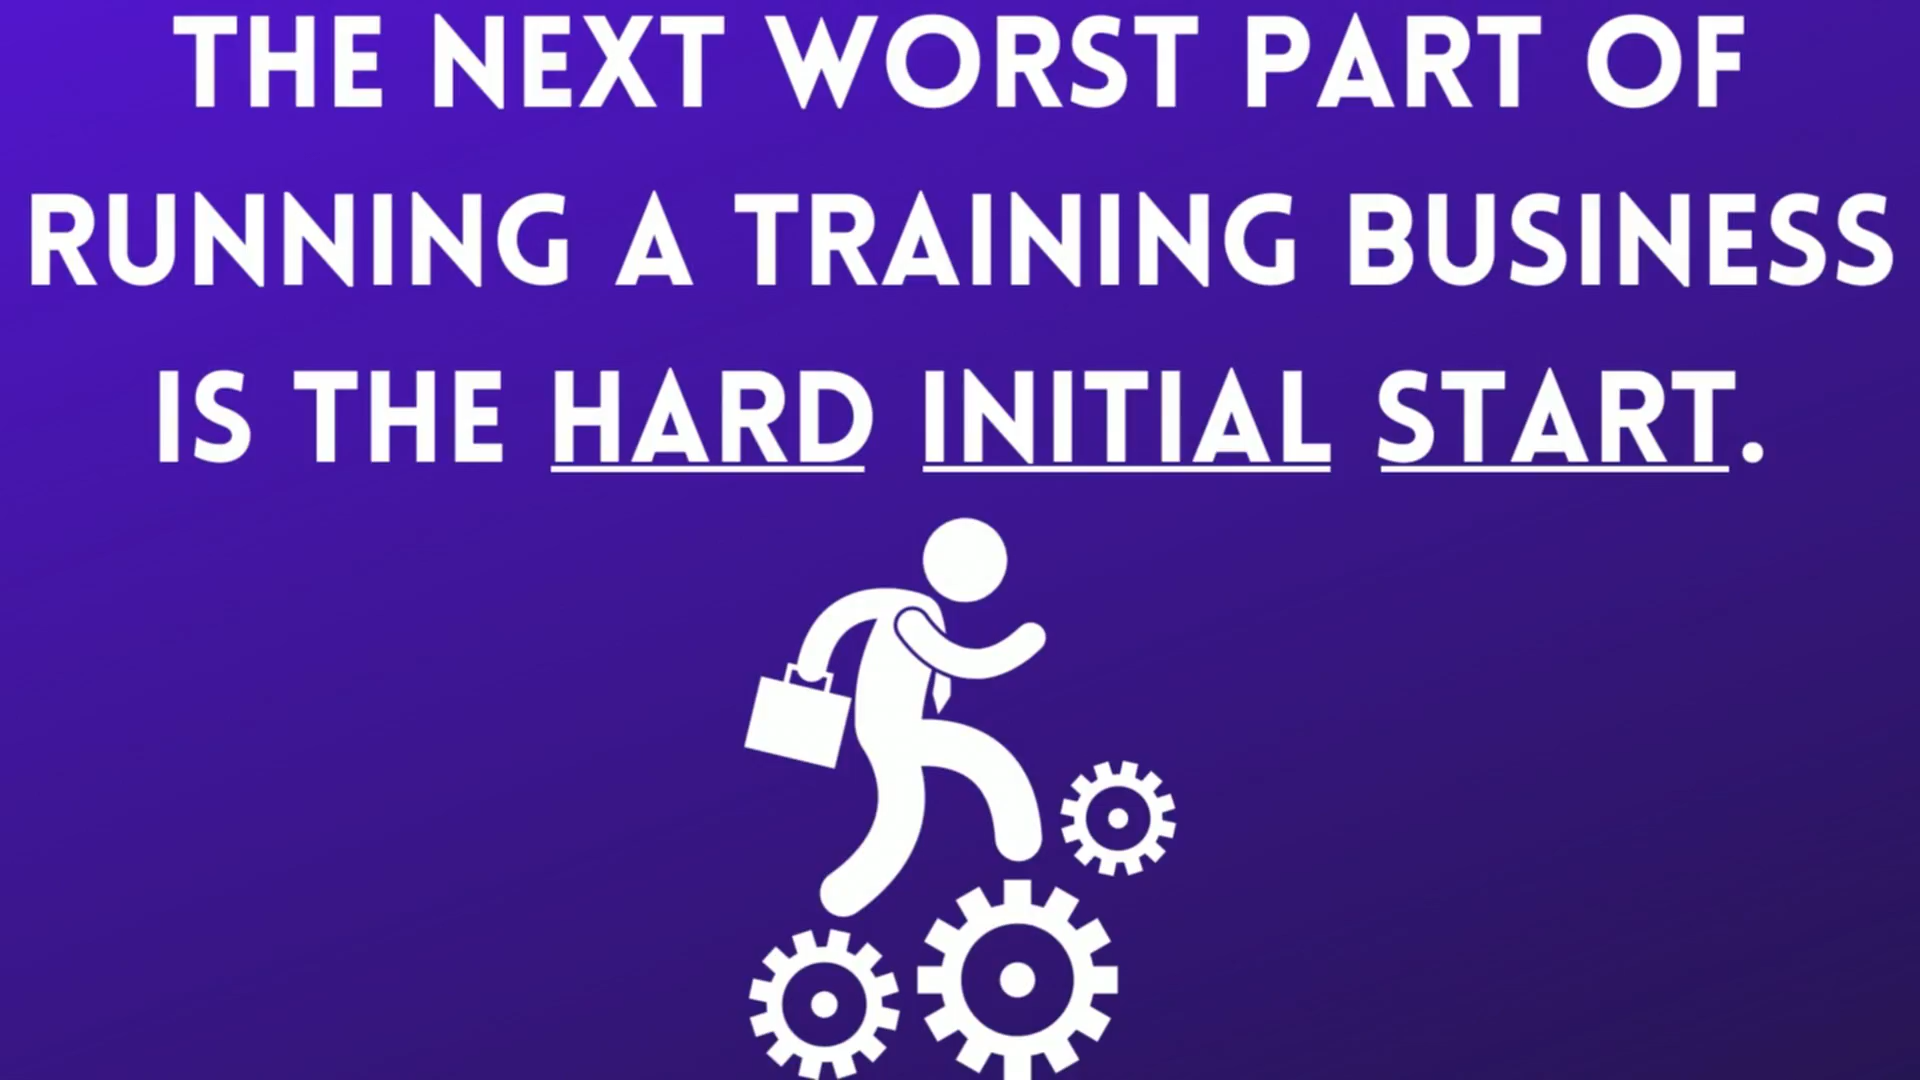 THE NEXT WORST PART OF
RUNNING A TRAINING BUSINESS
IS THE HARD INITIAL START.